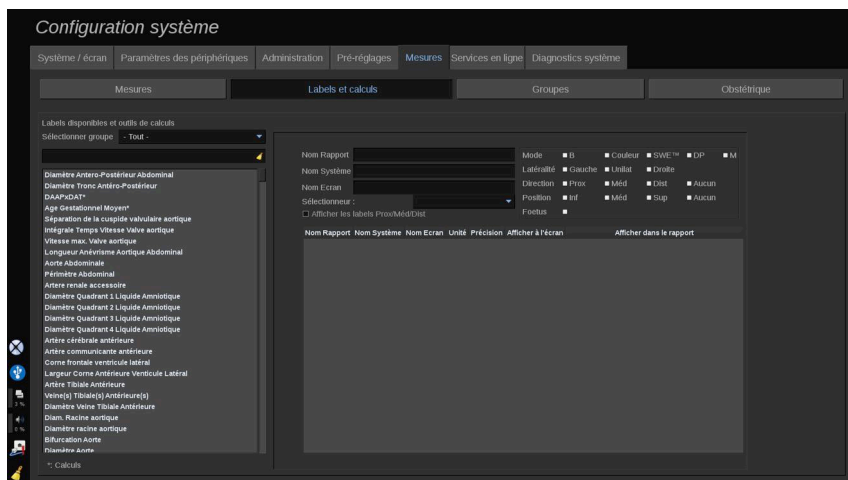 Configuration système
Système / écran Paramètres des périphériques Administration Pré-réglages Mesures Services en ligne Diagnostics système
Mesures Labels et calculs Groupes Obstétrique
Labels disponibles et outils de calculs
Sélectionner groupe - Tout -
Nom Rapport
Nom Système
Nom Ecran
Sélectionneur :
Afficher les labels Prox/Méd/Dist
Mode B Couleur SWE™ DP M
Latéralité Gauche Unilat Droite
Direction Prox Méd Dist Aucun
Position Inf Méd Sup Aucun
Foetus
Nom Rapport Nom Système Nom Ecran Unité Précision Afficher à l'écran Afficher dans le rapport
Diamètre Antero-Postérieur Abdominal
Diamètre Tronc Antéro-Postérieur
DAAPxDAT*
Age Gestationnel Moyen*
Séparation de la cuspide valvulaire aortique
Intégrale Temps Vitesse Valve aortique
Vitesse max. Valve aortique
Longueur Anévrisme Aortique Abdominal
Aorte Abdominale
Périmètre Abdominal
Artere renale accessoire
Diamètre Quadrant 1 Liquide Amniotique
Diamètre Quadrant 2 Liquide Amniotique
Diamètre Quadrant 3 Liquide Amniotique
Diamètre Quadrant 4 Liquide Amniotique
Artère cérébrale antérieure
Artère communicante antérieure
Corne frontale ventricule latéral
Largeur Corne Antérieure Venticule Latéral
Artère Tibiale Antérieure
Veine(s) Tibiale(s) Antérieure(s)
Diamètre Veine Tibiale Antérieure
Diam. Racine aortique
Diamètre racine aortique
Bifurcation Aorte
Diamètre Aorte
*: Calculs
3 %
6 %